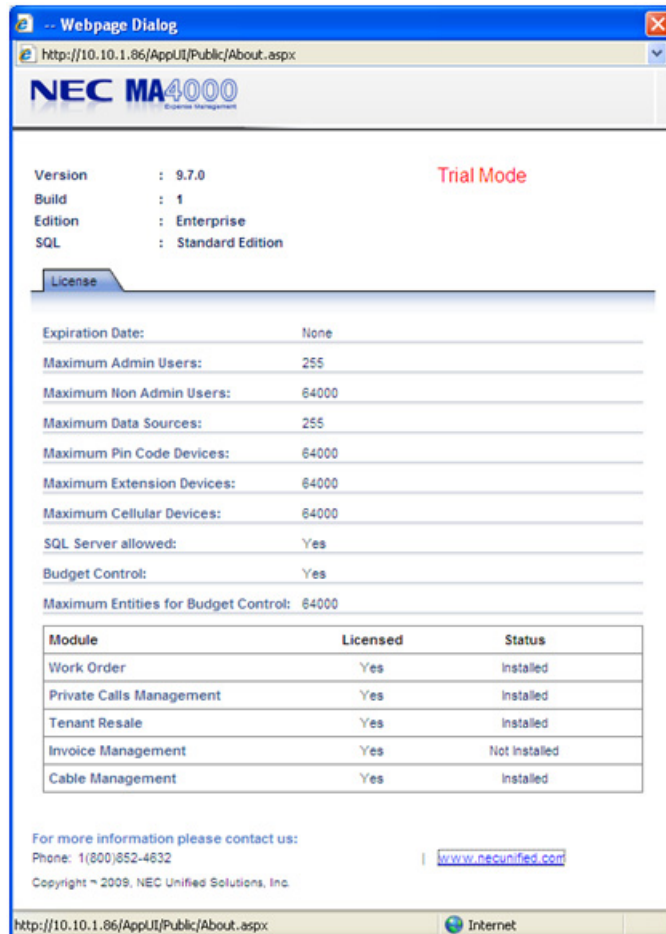 -- Webpage Dialog
http://10.10.1.86/AppUI/Public/About.aspx
NEC MA4000
Expense Management
Version : 9.7.0
Trial Mode
Build : 1
Edition : Enterprise
SQL : Standard Edition
License
Expiration Date: None
Maximum Admin Users: 255
Maximum Non Admin Users: 64000
Maximum Data Sources: 255
Maximum Pin Code Devices: 64000
Maximum Extension Devices: 64000
Maximum Cellular Devices: 64000
SQL Server allowed: Yes
Budget Control: Yes
Maximum Entities for Budget Control: 64000
Module Licensed Status
Work Order Yes Installed
Private Calls Management Yes Installed
Tenant Resale Yes Installed
Invoice Management Yes Not Installed
Cable Management Yes Installed
For more information please contact us:
Phone: 1(800)852-4632 | www.necunified.com
Copyright ¬ 2009, NEC Unified Solutions, Inc.
http://10.10.1.86/AppUI/Public/About.aspx Internet